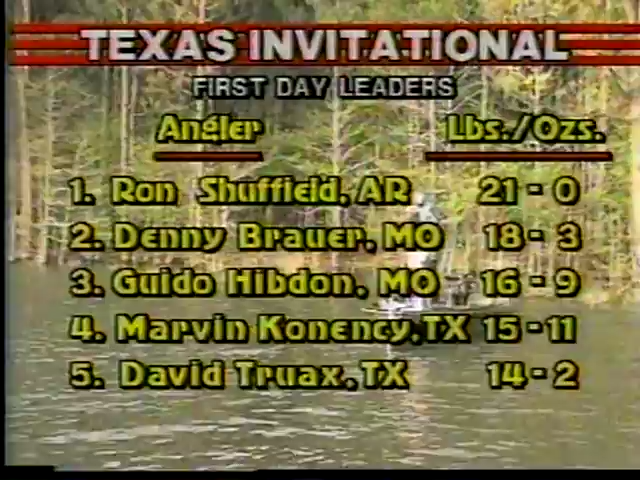 TEXAS INVITATIONAL
FIRST DAY LEADERS
Angler Lbs./Ozs.
1. Ron Shuffield, AR 21 - 0
2. Denny Brauer, MO 18 - 3
3. Guido Hibdon, MO 16 - 9
4. Marvin Konency, TX 15 - 11
5. David Truax, TX 14 - 2